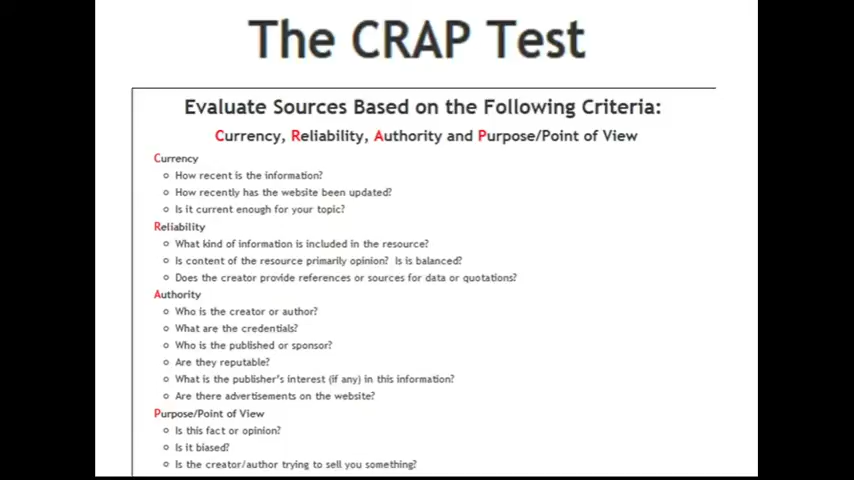 The CRAP Test
Evaluate Sources Based on the Following Criteria:
Currency, Reliability, Authority and Purpose/Point of View
Currency
How recent is the information?
How recently has the website been updated?
Is it current enough for your topic?
Reliability
What kind of information is included in the resource?
Is content of the resource primarily opinion?  Is is balanced?
Does the creator provide references or sources for data or quotations?
Authority
Who is the creator or author?
What are the credentials?
Who is the published or sponsor?
Are they reputable?
What is the publisher's interest (if any) in this information?
Are there advertisements on the website?
Purpose/Point of View
Is this fact or opinion?
Is it biased?
Is the creator/author trying to sell you something?